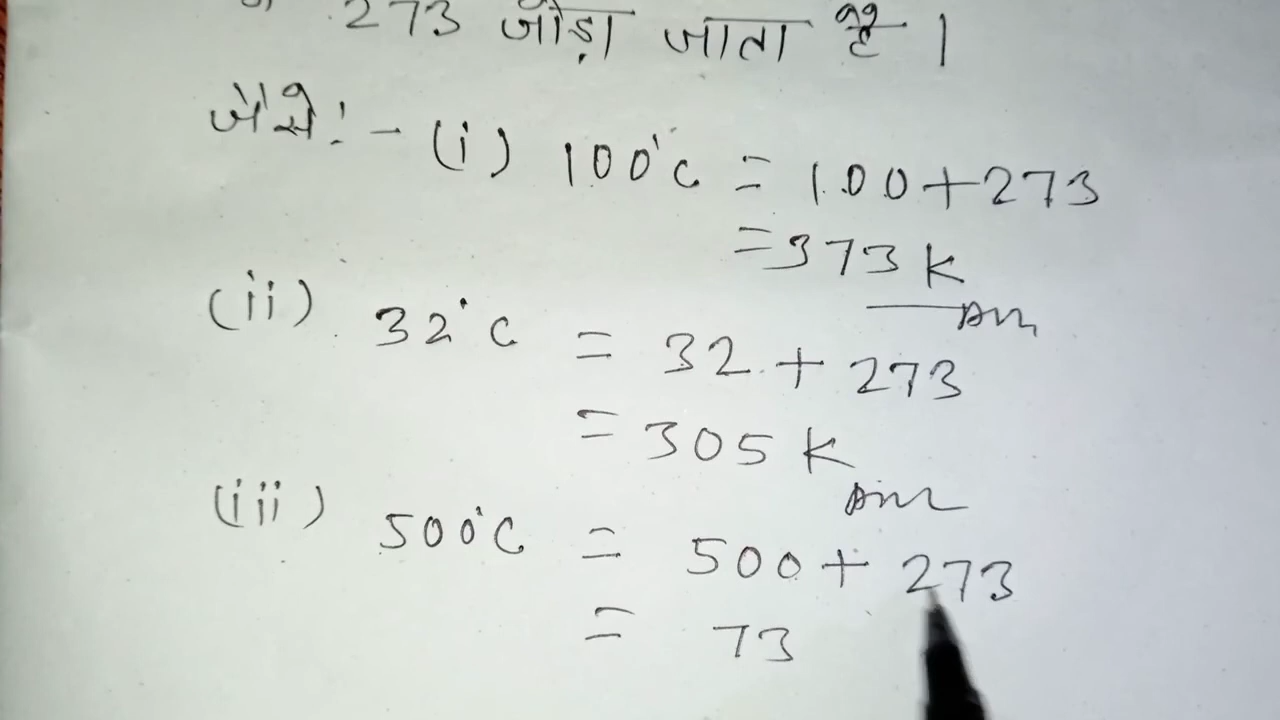 273 जोड़ा जाता है ।
जैसे:- (i) 100°C = 100+273
= 373 K
Ans
(ii) 32°C = 32 + 273
= 305 K
Ans
(iii) 500°C = 500 + 273
= 73